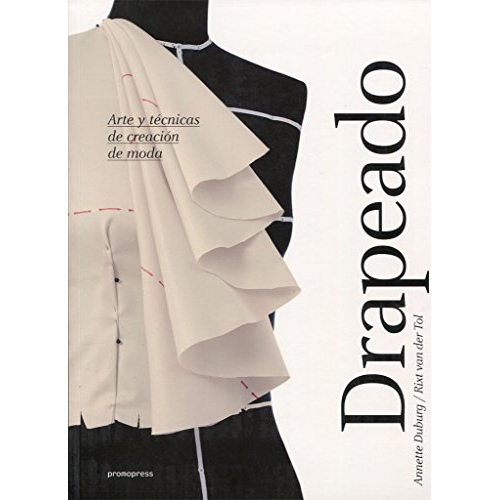 Arte y técnicas
de creación
de moda
Drapeado
Annette Duburg / Rixt van der Tol
promopress